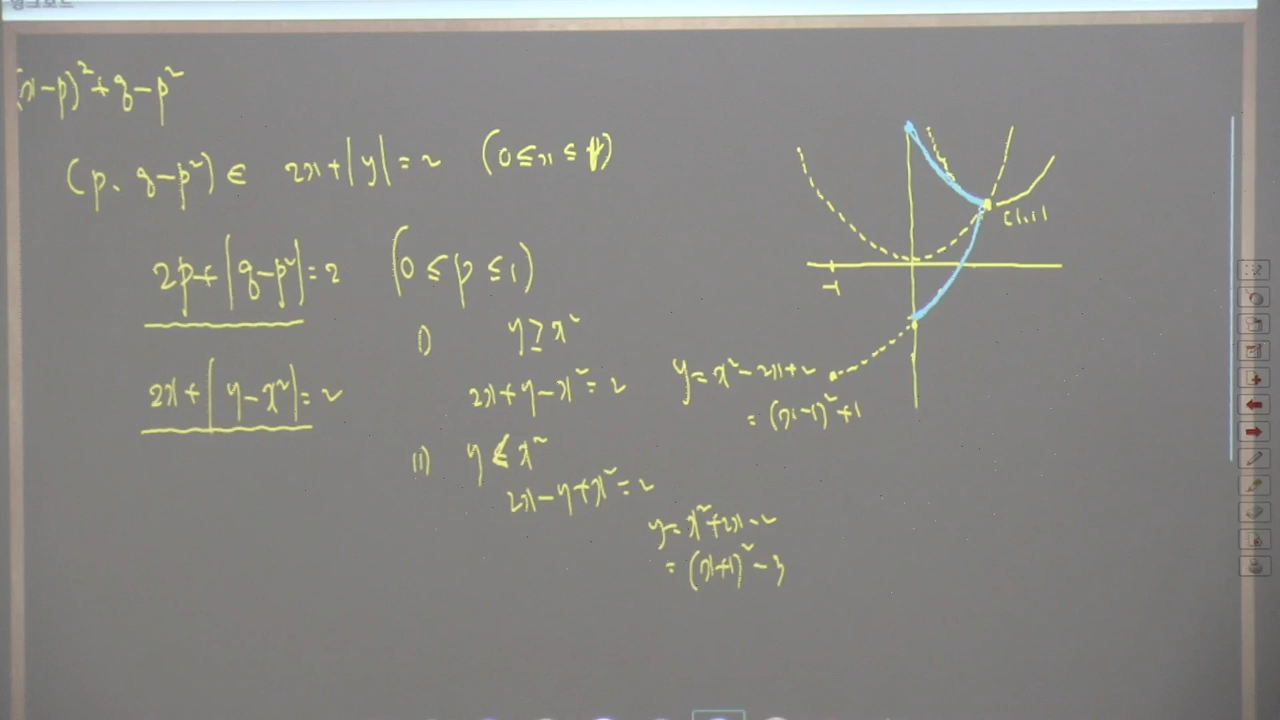 (x-p)²+q-p²
(p, q-p²) ∈ 2x+|y|=2 (0≤x≤1)
2p+|q-p²|=2 (0≤p≤1)
i) y≥x²
2x+|y-x²|=2
2x+y-x²=2
y=x²-2x+2
=(x-1)²+1
ii) y≤x²
2x-y+x²=2
y=x²+2x-2
=(x+1)²-3
(1,1)
-1